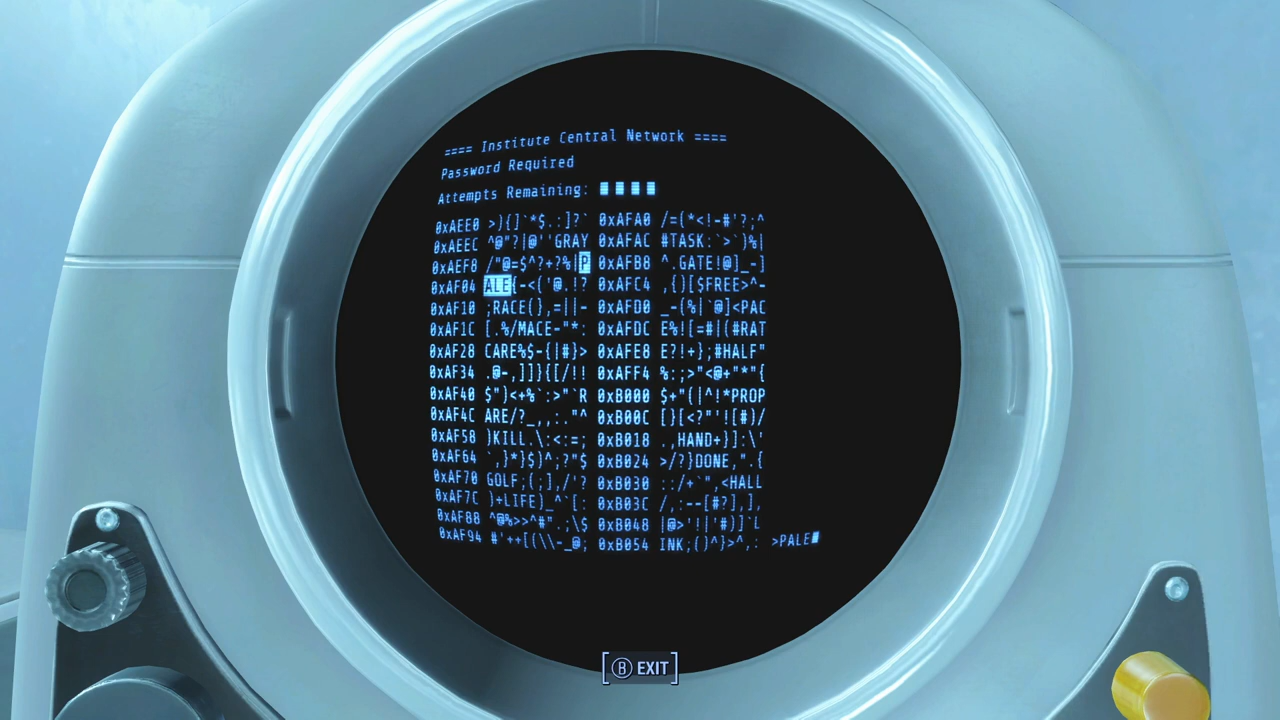 ==== Institute Central Network ====
Password Required
Attempts Remaining: ■ ■ ■ ■
0xAEE0 >){(]`*$.:]?` 0xAFA0 /=(*<!-#'?;^
0xAEEC ^@"?|@''GRAY 0xAFAC #TASK:`>`)%|
0xAEF8 /"@=$^?+?%|P 0xAFB8 ^.GATE!@]_-]
0xAF04 ALE{-<('@.!? 0xAFC4 ,{)[$FREE>^-
0xAF10 ;RACE(},=||- 0xAFD0 _-(%|`@]<PAC
0xAF1C [.%/MACE-"*: 0xAFDC E%![=#|(#RAT
0xAF28 CARE%$-{|#}> 0xAFE8 E?!+};#HALF"
0xAF34 .@-,]]}{[/!! 0xAFF4 %:;>"<@+"*"{
0xAF40 $")<+%`:>"`R 0xB000 $+"(|^!*PROP
0xAF4C ARE/?_,,:."^ 0xB00C [}[<?"'![#)/
0xAF58 )KILL.\:<:=; 0xB018 .,HAND+}]:\'
0xAF64 `,}*}$)^;?"$ 0xB024 >/?}DONE,".{
0xAF70 GOLF;(;],/'? 0xB030 ::/+`",<HALL
0xAF7C )+LIFE)_^`[: 0xB03C /,:--[#?],],
0xAF88 ^@%>>^#".;\$ 0xB048 |@>'!|'#)]`L
0xAF94 #'++[(\\-_@; 0xB054 INK;()^}>^,: >PALE■
[Ⓑ EXIT]